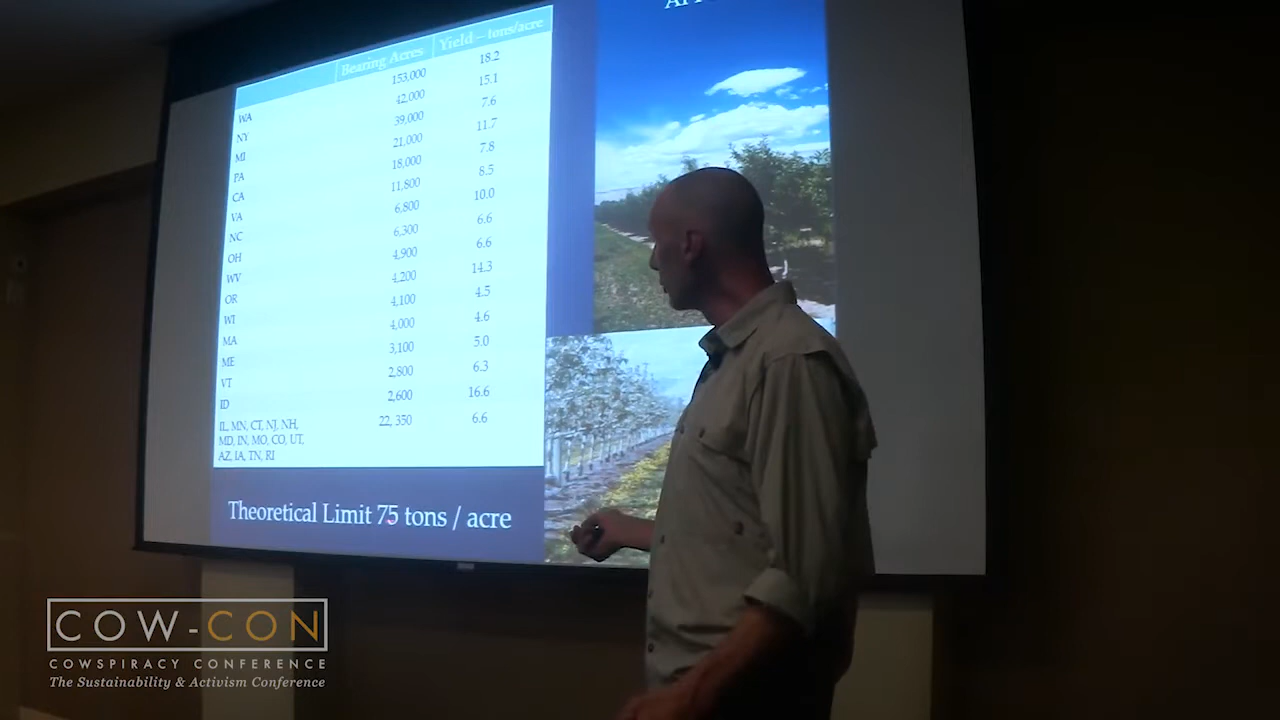 Bearing Acres Yield – tons/acre
WA 153,000 18.2
NY 42,000 15.1
MI 39,000 7.6
PA 21,000 11.7
CA 18,000 7.8
VA 11,800 8.5
NC 6,800 10.0
OH 6,300 6.6
WV 4,900 6.6
OR 4,200 14.3
WI 4,100 4.5
MA 4,000 4.6
ME 3,100 5.0
VT 2,800 6.3
ID 2,600 16.6
IL, MN, CT, NJ, NH, 22, 350 6.6
MD, IN, MO, CO, UT,
AZ, IA, TN, RI
Theoretical Limit 75 tons / acre
COW-CON
COWSPIRACY CONFERENCE
The Sustainability & Activism Conference